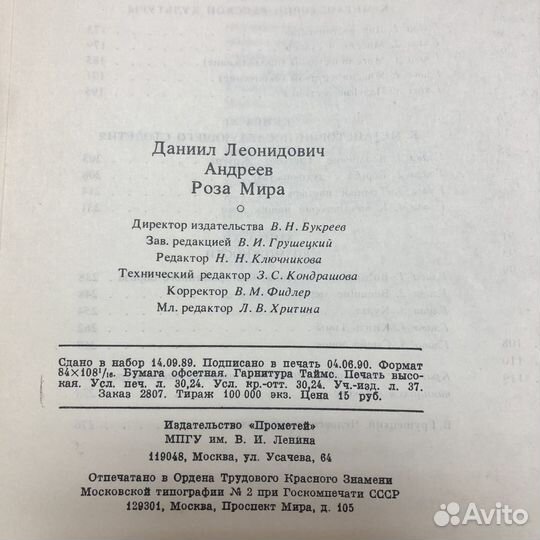 Даниил Леонидович
Андреев
Роза Мира
Директор издательства В. Н. Букреев
Зав. редакцией В. И. Грушецкий
Редактор Н. Н. Ключникова
Технический редактор З. С. Кондрашова
Корректор В. М. Фидлер
Мл. редактор Л. В. Хритина
Сдано в набор 14.09.89. Подписано в печать 04.06.90. Формат
84×108¹/₁₆. Бумага офсетная. Гарнитура Таймс. Печать высо-
кая. Усл. печ. л. 30,24. Усл. кр.-отт. 30,24. Уч.-изд. л. 37.
Заказ 2807. Тираж 100 000 экз. Цена 15 руб.
Издательство «Прометей»
МПГУ им. В. И. Ленина
119048, Москва, ул. Усачева, 64
Отпечатано в Ордена Трудового Красного Знамени
Московской типографии № 2 при Госкомпечати СССР
129301, Москва, Проспект Мира, д. 105
Avito